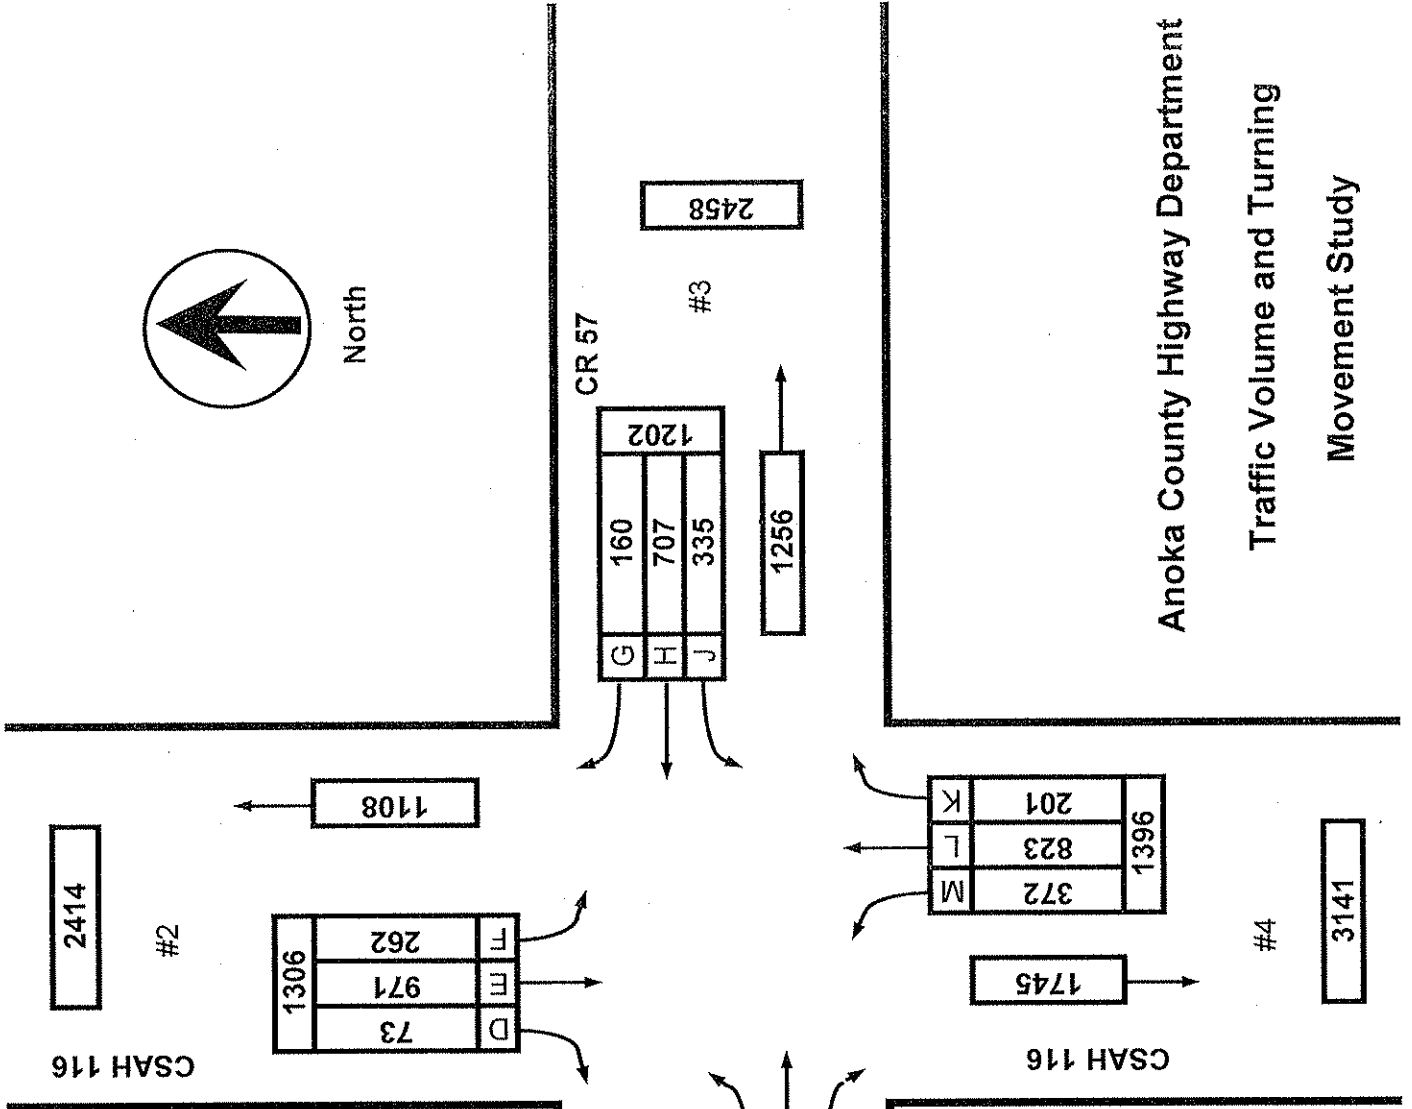 Anoka County Highway Department
Traffic Volume and Turning
Movement Study
North
CR 57
#3
2458
1202
G 160
H 707
J 335
1256
2414
#2
CSAH 116
1108
1306
262 971 73
F E D
K L M
201 823 372
1396
1745
#4
3141
CSAH 116